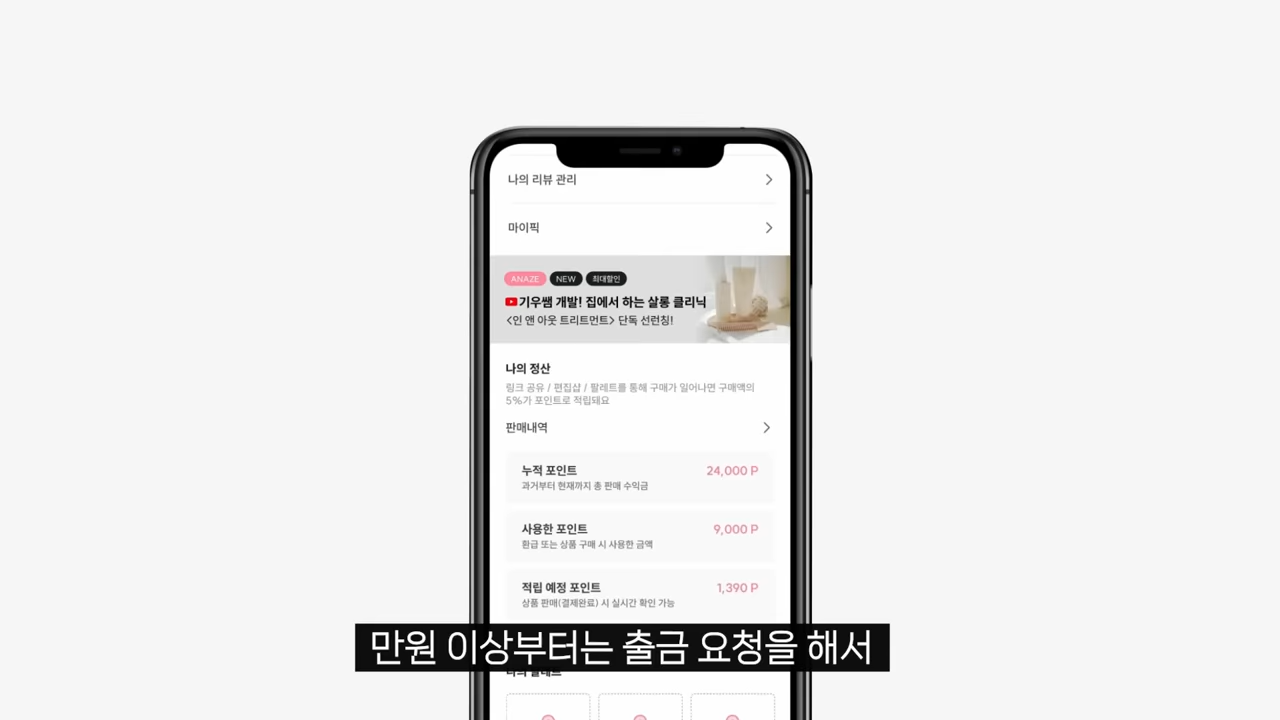 나의 리뷰 관리
마이픽
ANAZE NEW 최대할인
기우쌤 개발! 집에서 하는 살롱 클리닉
<인 앤 아웃 트리트먼트> 단독 선런칭!
나의 정산
링크 공유 / 편집샵 / 팔레트를 통해 구매가 일어나면 구매액의
5%가 포인트로 적립돼요
판매내역
누적 포인트 24,000 P
과거부터 현재까지 총 판매 수익금
사용한 포인트 9,000 P
환급 또는 상품 구매 시 사용한 금액
적립 예정 포인트 1,390 P
상품 판매(결제완료) 시 실시간 확인 가능
만원 이상부터는 출금 요청을 해서